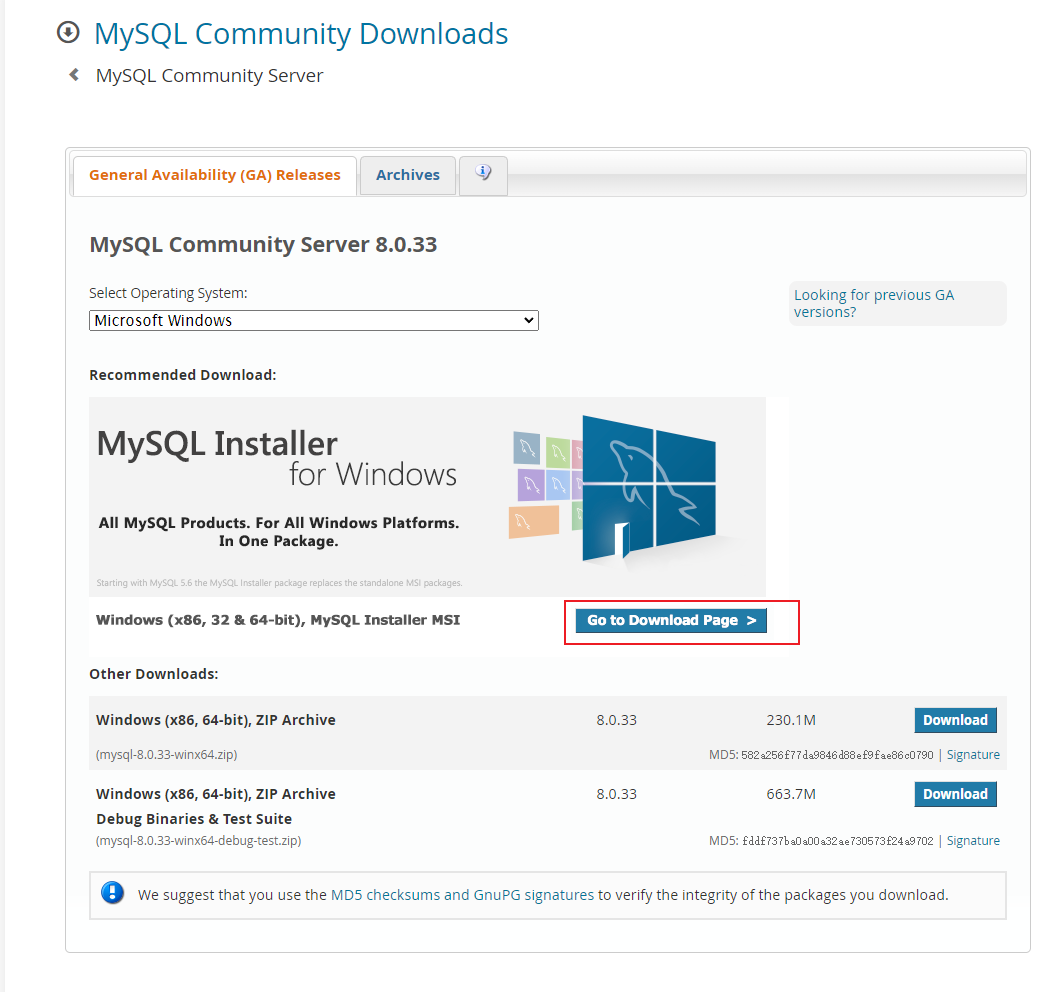 MySQL Community Downloads
MySQL Community Server
General Availability (GA) Releases Archives
MySQL Community Server 8.0.33
Select Operating System:
Looking for previous GA
versions?
Microsoft Windows
Recommended Download:
MySQL Installer
for Windows
All MySQL Products. For All Windows Platforms.
In One Package.
Starting with MySQL 5.6 the MySQL Installer package replaces the standalone MSI packages.
Windows (x86, 32 & 64-bit), MySQL Installer MSI Go to Download Page >
Other Downloads:
Windows (x86, 64-bit), ZIP Archive 8.0.33 230.1M Download
(mysql-8.0.33-winx64.zip) MD5: 582a256f77da9846d88ef9fae86c0790 | Signature
Windows (x86, 64-bit), ZIP Archive 8.0.33 663.7M Download
Debug Binaries & Test Suite
(mysql-8.0.33-winx64-debug-test.zip) MD5: fddf737ba0a00a32ae730573f24a9702 | Signature
We suggest that you use the MD5 checksums and GnuPG signatures to verify the integrity of the packages you download.